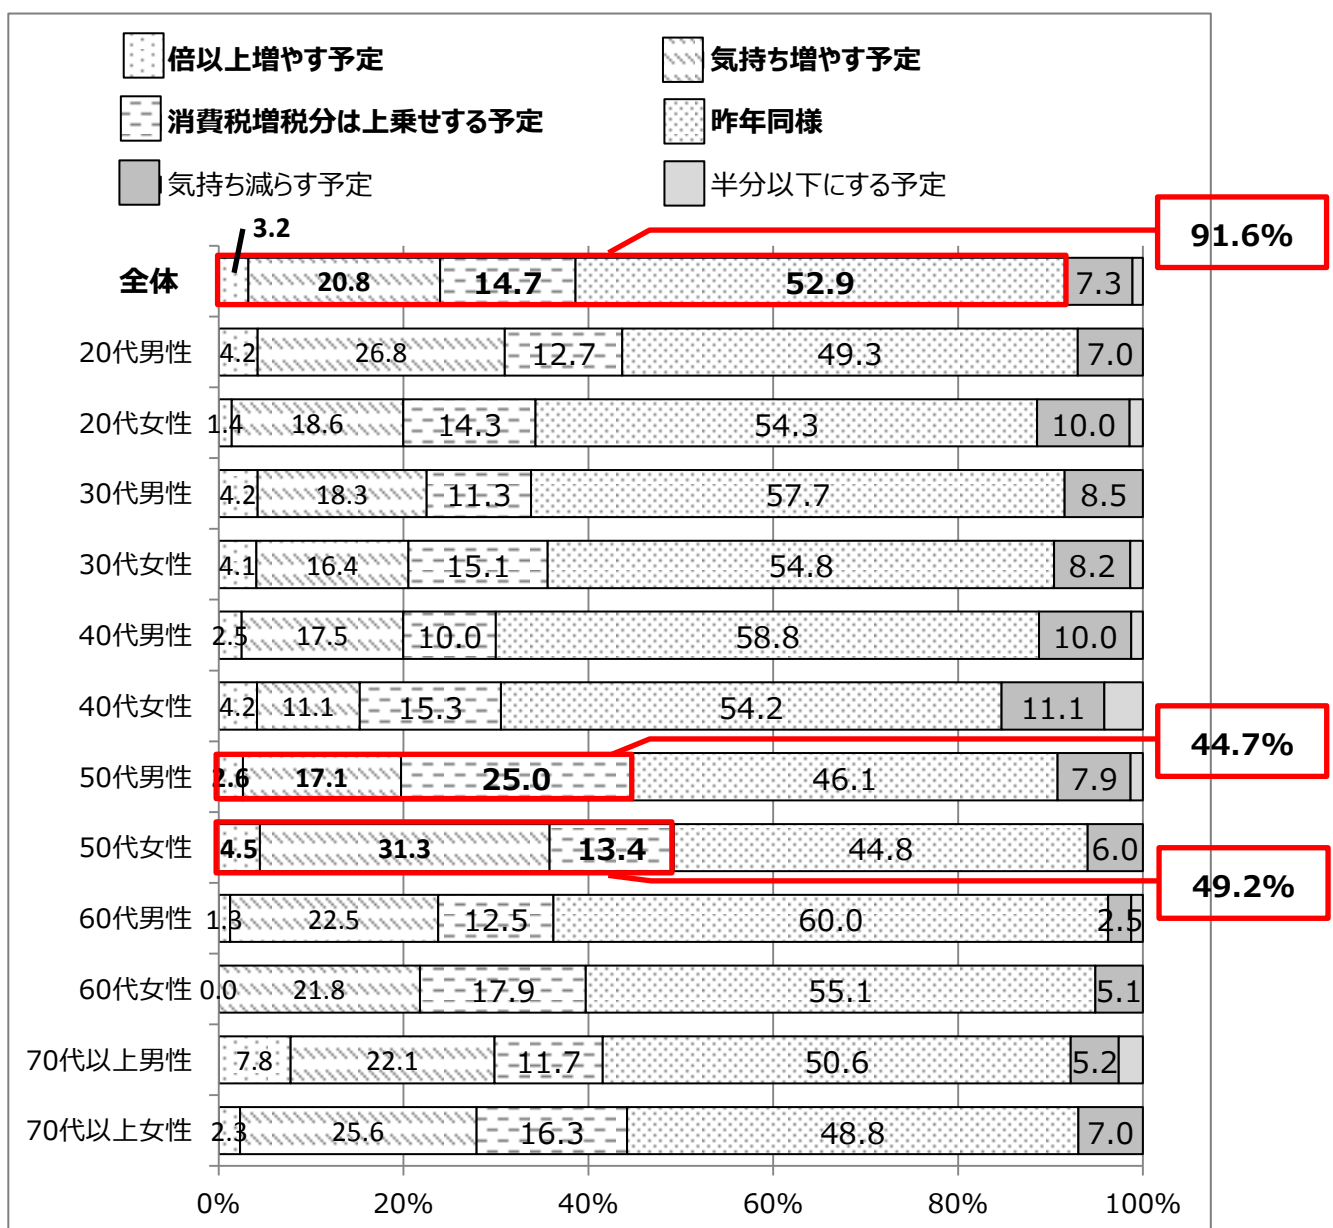 倍以上増やす予定 気持ち増やす予定
消費税増税分は上乗せする予定 昨年同様
気持ち減らす予定 半分以下にする予定
91.6%
3.2
全体 20.8 14.7 52.9 7.3
20代男性 4.2 26.8 12.7 49.3 7.0
20代女性 1.4 18.6 14.3 54.3 10.0
30代男性 4.2 18.3 11.3 57.7 8.5
30代女性 4.1 16.4 15.1 54.8 8.2
40代男性 2.5 17.5 10.0 58.8 10.0
40代女性 4.2 11.1 15.3 54.2 11.1
44.7%
50代男性 2.6 17.1 25.0 46.1 7.9
50代女性 4.5 31.3 13.4 44.8 6.0
49.2%
60代男性 1.3 22.5 12.5 60.0 2.5
60代女性 0.0 21.8 17.9 55.1 5.1
70代以上男性 7.8 22.1 11.7 50.6 5.2
70代以上女性 2.3 25.6 16.3 48.8 7.0
0% 20% 40% 60% 80% 100%